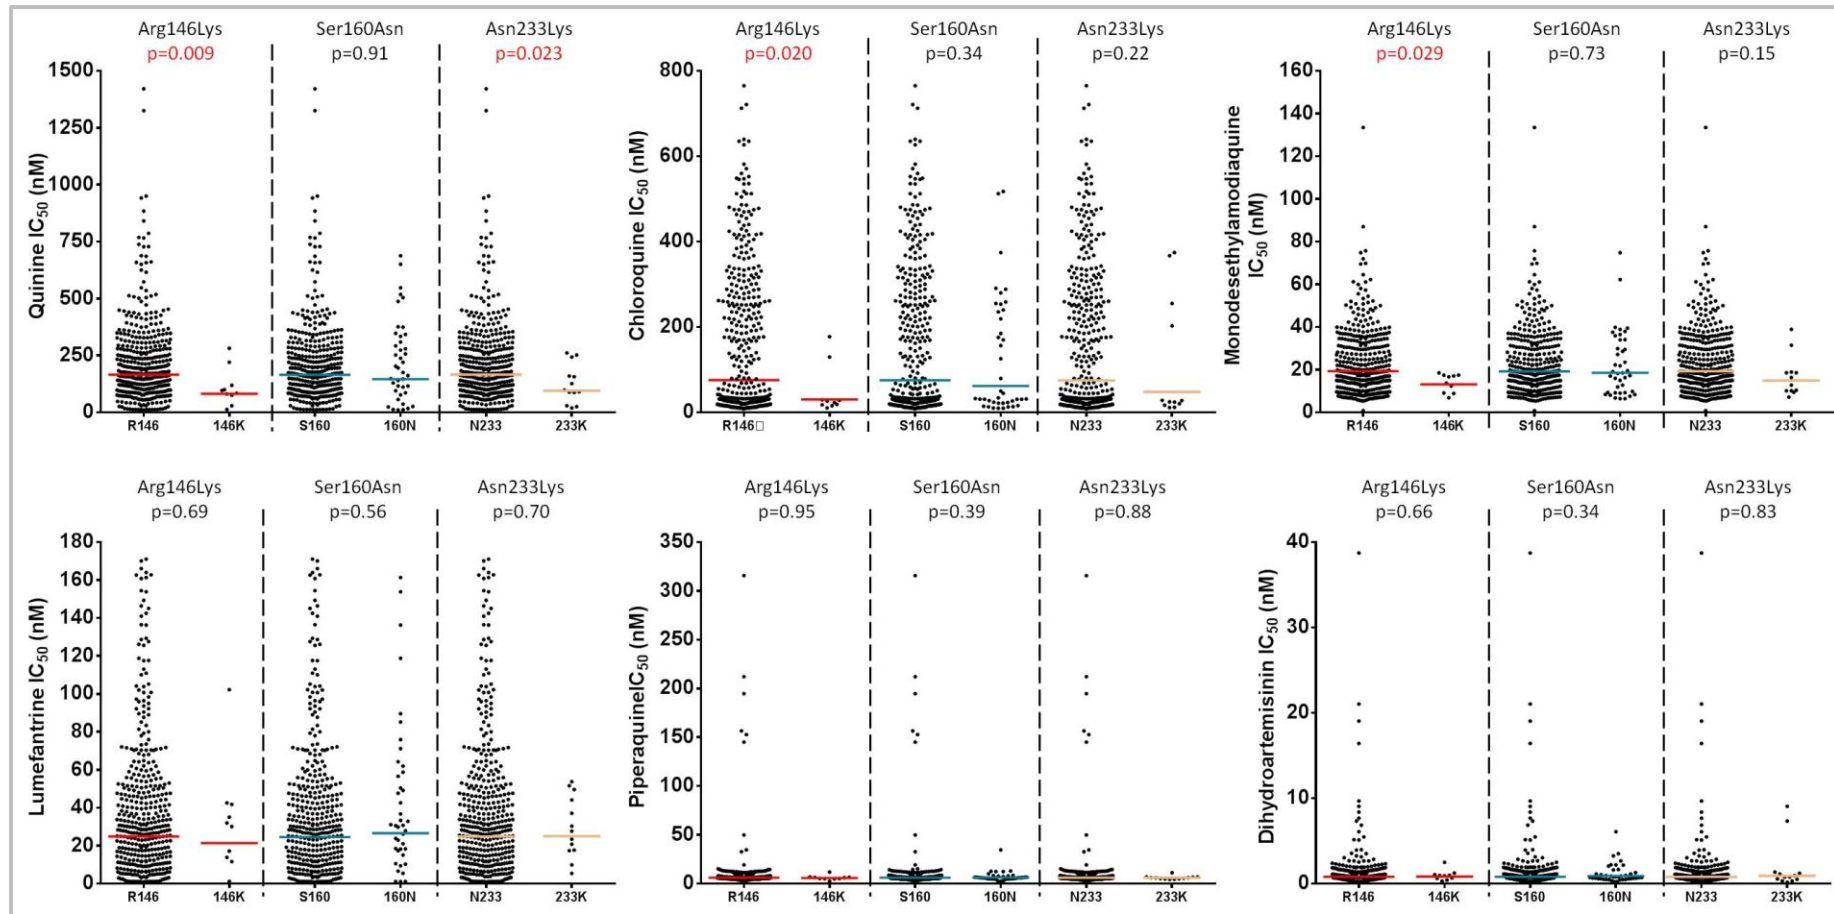 Arg146Lys Ser160Asn Asn233Lys
p=0.009 p=0.91 p=0.023
Quinine IC50 (nM)
1500
1250
1000
750
500
250
0
R146 146K S160 160N N233 233K
Arg146Lys Ser160Asn Asn233Lys
p=0.020 p=0.34 p=0.22
Chloroquine IC50 (nM)
800
600
400
200
0
R146□ 146K S160 160N N233 233K
Arg146Lys Ser160Asn Asn233Lys
p=0.029 p=0.73 p=0.15
Monodesethylamodiaquine
IC50 (nM)
160
140
120
100
80
60
40
20
0
R146 146K S160 160N N233 233K
Arg146Lys Ser160Asn Asn233Lys
p=0.69 p=0.56 p=0.70
Lumefantrine IC50 (nM)
180
160
140
120
100
80
60
40
20
0
R146 146K S160 160N N233 233K
Arg146Lys Ser160Asn Asn233Lys
p=0.95 p=0.39 p=0.88
PiperaquineIC50 (nM)
350
300
250
200
150
100
50
0
R146 146K S160 160N N233 233K
Arg146Lys Ser160Asn Asn233Lys
p=0.66 p=0.34 p=0.83
Dihydroartemisinin IC50 (nM)
40
30
20
10
0
R146 146K S160 160N N233 233K